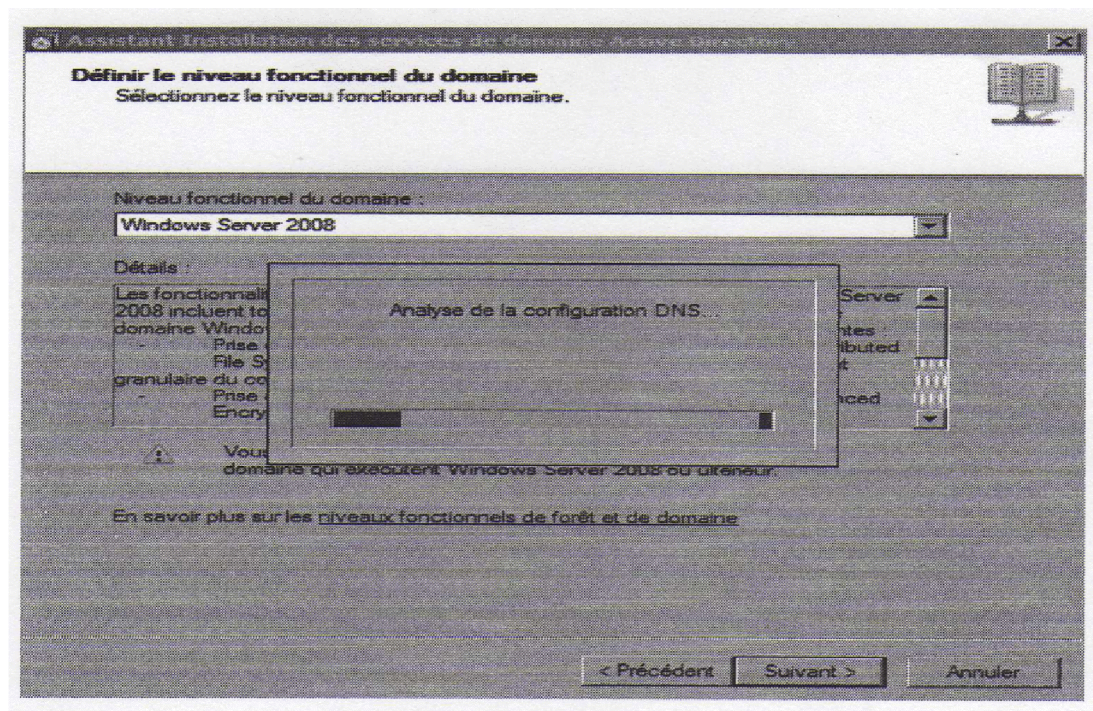 Assistant Installation des services de domaine Active Directory
Définir le niveau fonctionnel du domaine
Sélectionnez le niveau fonctionnel du domaine.
Niveau fonctionnel du domaine :
Windows Server 2008
Détails :
Les fonctionnalit
Server
2008 incluent to
domaine Windo
ntes :
- Prise
ibuted
File S
granulaire du co
- Prise
nced
Encry
Analyse de la configuration DNS...
Vous
domaine qui exécutent Windows Server 2008 ou ultérieur.
En savoir plus sur les niveaux fonctionnels de forêt et de domaine
< Précédent
Suivant >
Annuler